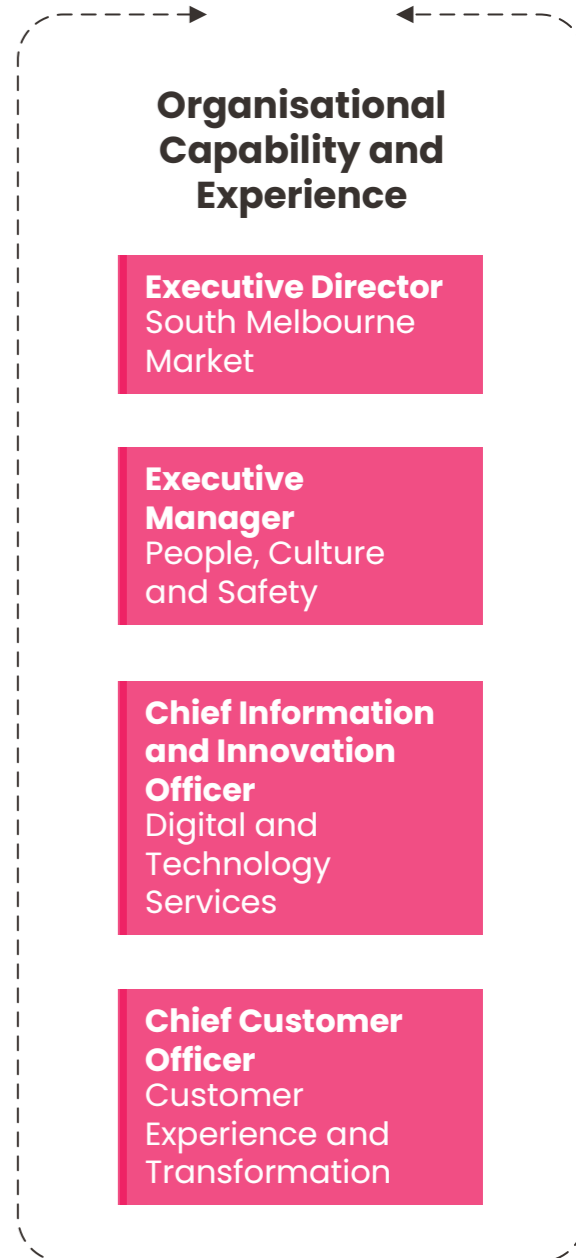 Organisational
Capability and
Experience
Executive Director
South Melbourne
Market
Executive
Manager
People, Culture
and Safety
Chief Information
and Innovation
Officer
Digital and
Technology
Services
Chief Customer
Officer
Customer
Experience and
Transformation